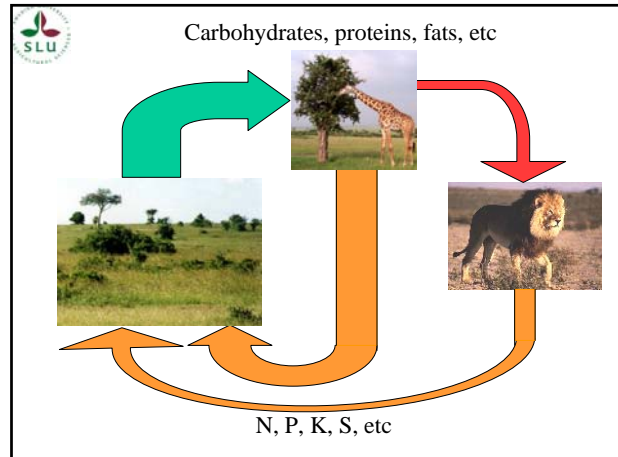 SLU
Carbohydrates, proteins, fats, etc
N, P, K, S, etc